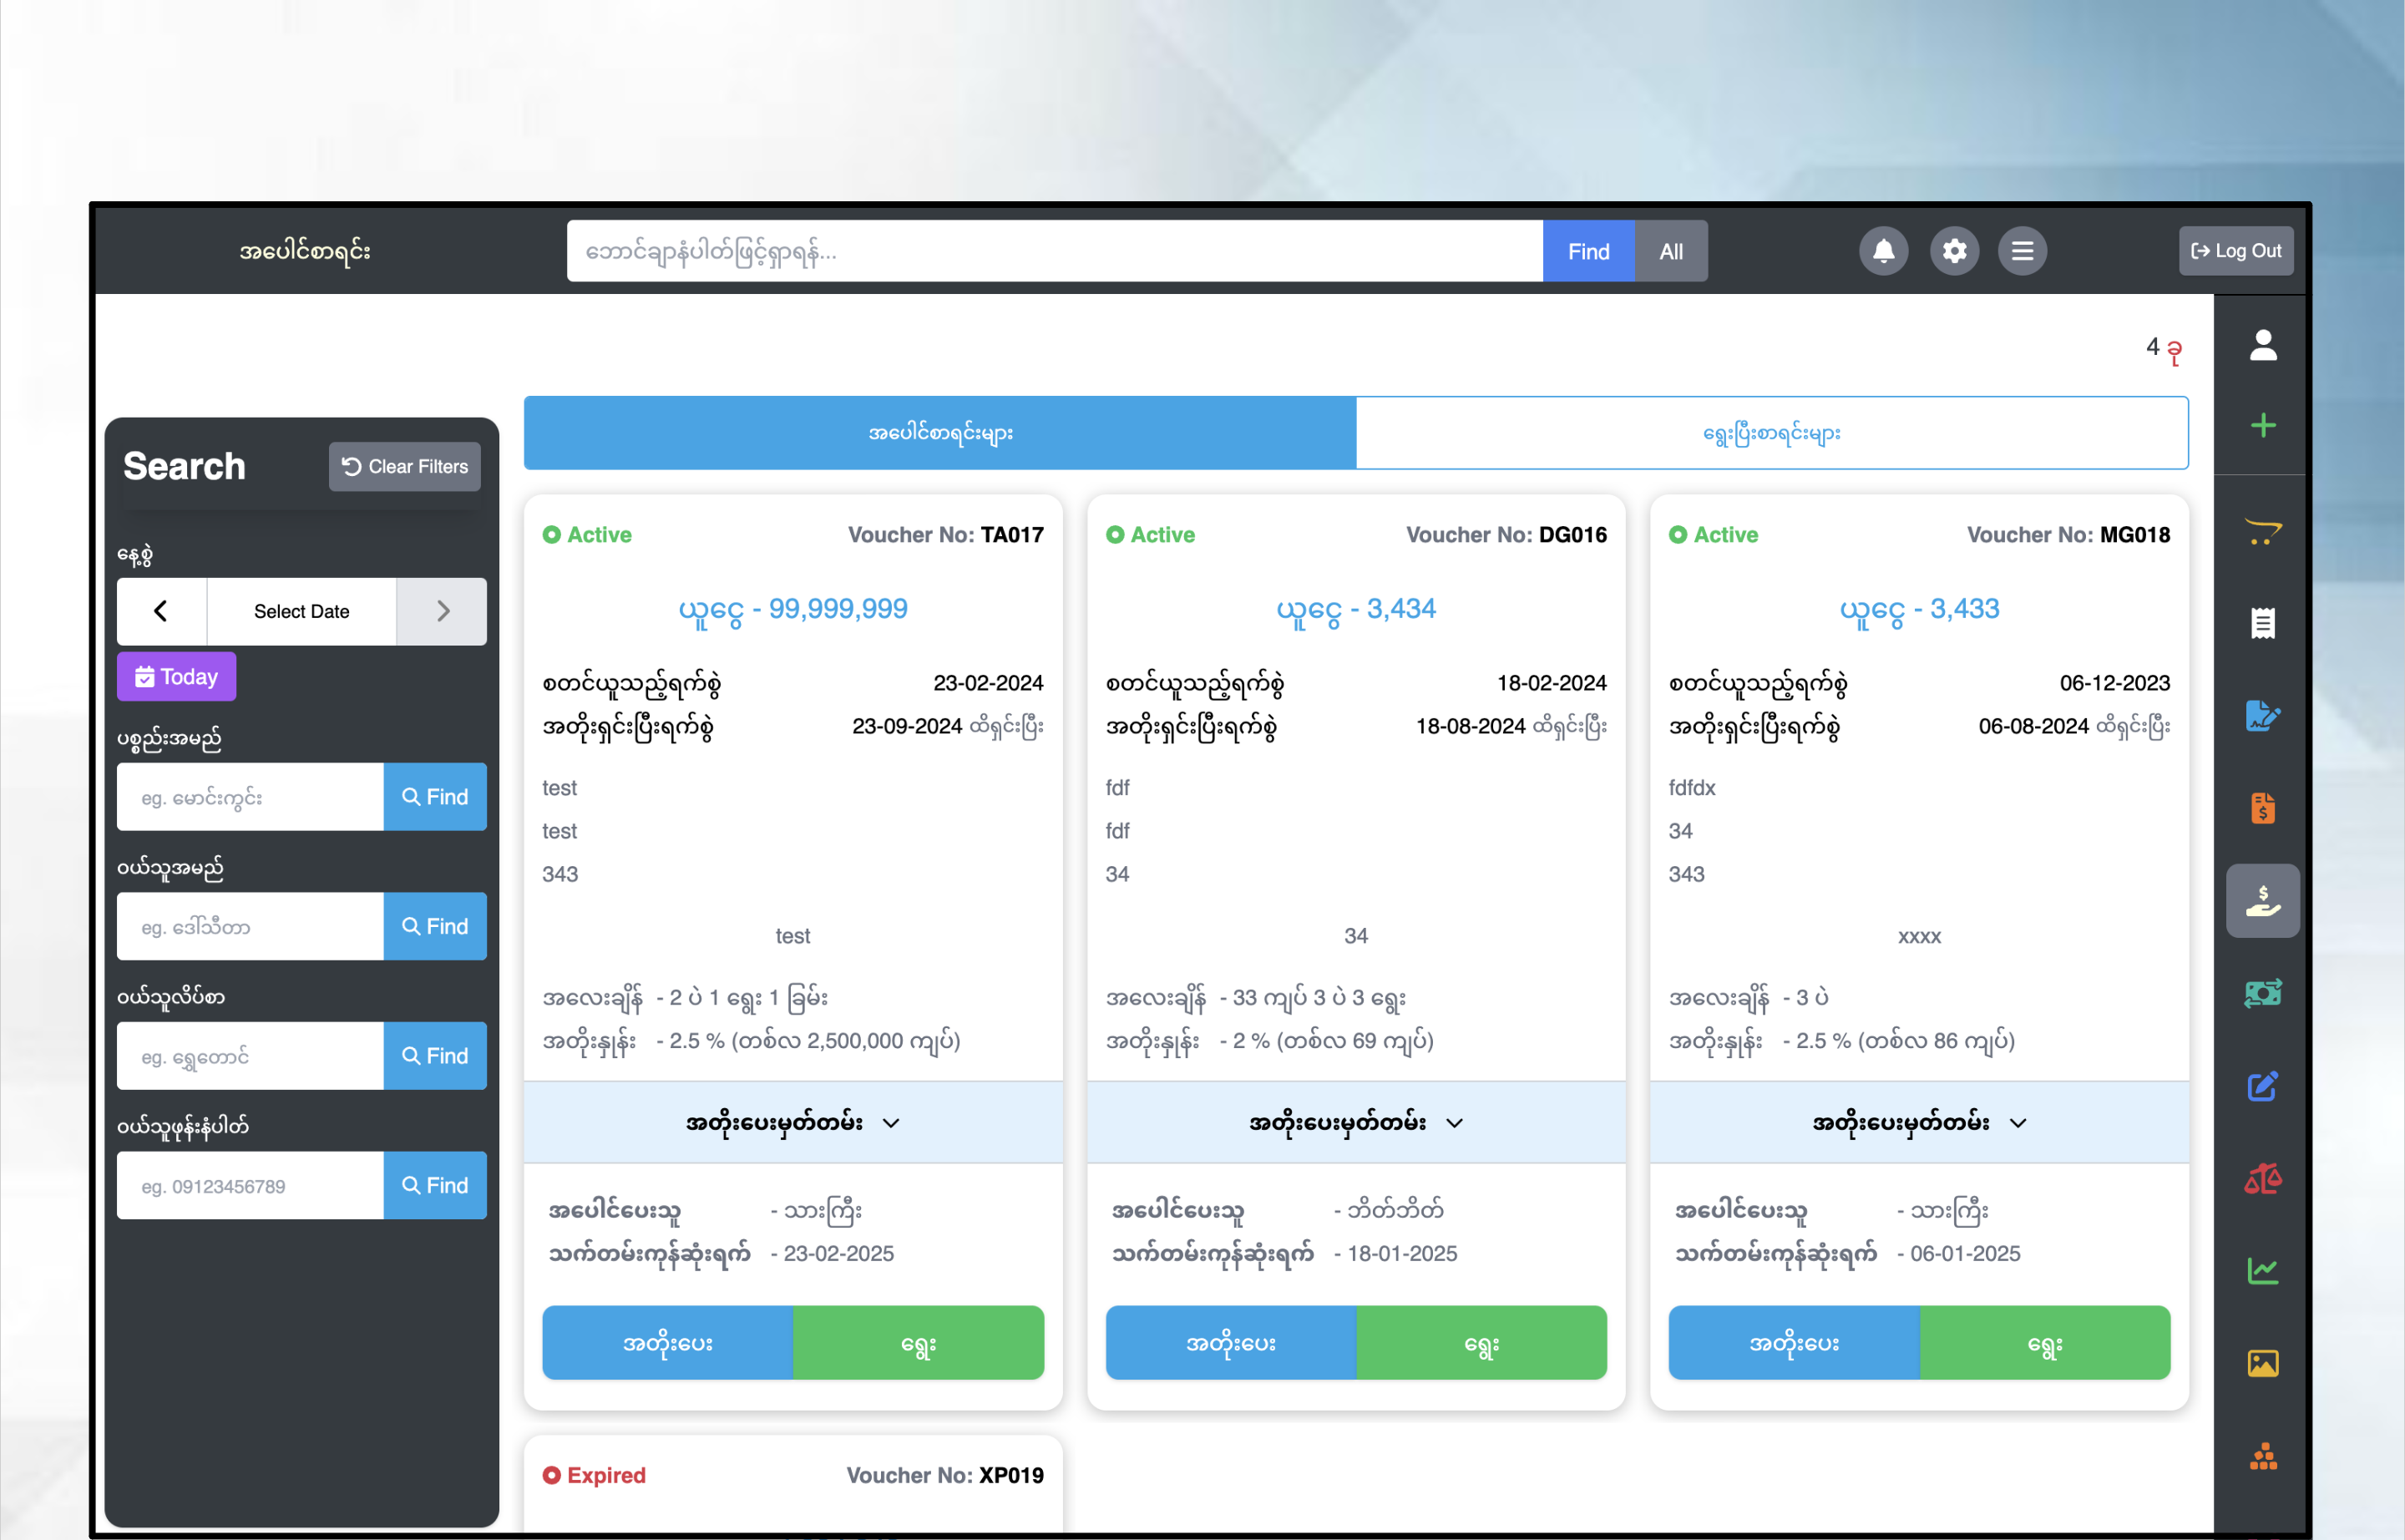 အပေါင်စာရင်း
ဘောင်ချာနံပါတ်ဖြင့်ရှာရန်...
Find
All
Log Out
4 ခု
Search
Clear Filters
နေ့စွဲ
Select Date
Today
ပစ္စည်းအမည်
eg. မောင်းကွင်း
Find
ဝယ်သူအမည်
eg. ဒေါ်သီတာ
Find
ဝယ်သူလိပ်စာ
eg. ရွှေတောင်
Find
ဝယ်သူဖုန်းနံပါတ်
eg. 09123456789
Find
အပေါင်စာရင်းများ
ရွေးပြီးစာရင်းများ
Active
Voucher No: TA017
ယူငွေ - 99,999,999
စတင်ယူသည့်ရက်စွဲ 23-02-2024
အတိုးရှင်းပြီးရက်စွဲ 23-09-2024 ထိရှင်းပြီး
test
test
343
test
အလေးချိန် - 2 ပဲ 1 ရွေး 1 ခြမ်း
အတိုးနှုန်း - 2.5 % (တစ်လ 2,500,000 ကျပ်)
အတိုးပေးမှတ်တမ်း
အပေါင်ပေးသူ - သားကြီး
သက်တမ်းကုန်ဆုံးရက် - 23-02-2025
အတိုးပေး
ရွေး
Active
Voucher No: DG016
ယူငွေ - 3,434
စတင်ယူသည့်ရက်စွဲ 18-02-2024
အတိုးရှင်းပြီးရက်စွဲ 18-08-2024 ထိရှင်းပြီး
fdf
fdf
34
34
အလေးချိန် - 33 ကျပ် 3 ပဲ 3 ရွေး
အတိုးနှုန်း - 2 % (တစ်လ 69 ကျပ်)
အတိုးပေးမှတ်တမ်း
အပေါင်ပေးသူ - ဘိတ်ဘိတ်
သက်တမ်းကုန်ဆုံးရက် - 18-01-2025
အတိုးပေး
ရွေး
Active
Voucher No: MG018
ယူငွေ - 3,433
စတင်ယူသည့်ရက်စွဲ 06-12-2023
အတိုးရှင်းပြီးရက်စွဲ 06-08-2024 ထိရှင်းပြီး
fdfdx
34
343
xxxx
အလေးချိန် - 3 ပဲ
အတိုးနှုန်း - 2.5 % (တစ်လ 86 ကျပ်)
အတိုးပေးမှတ်တမ်း
အပေါင်ပေးသူ - သားကြီး
သက်တမ်းကုန်ဆုံးရက် - 06-01-2025
အတိုးပေး
ရွေး
Expired
Voucher No: XP019